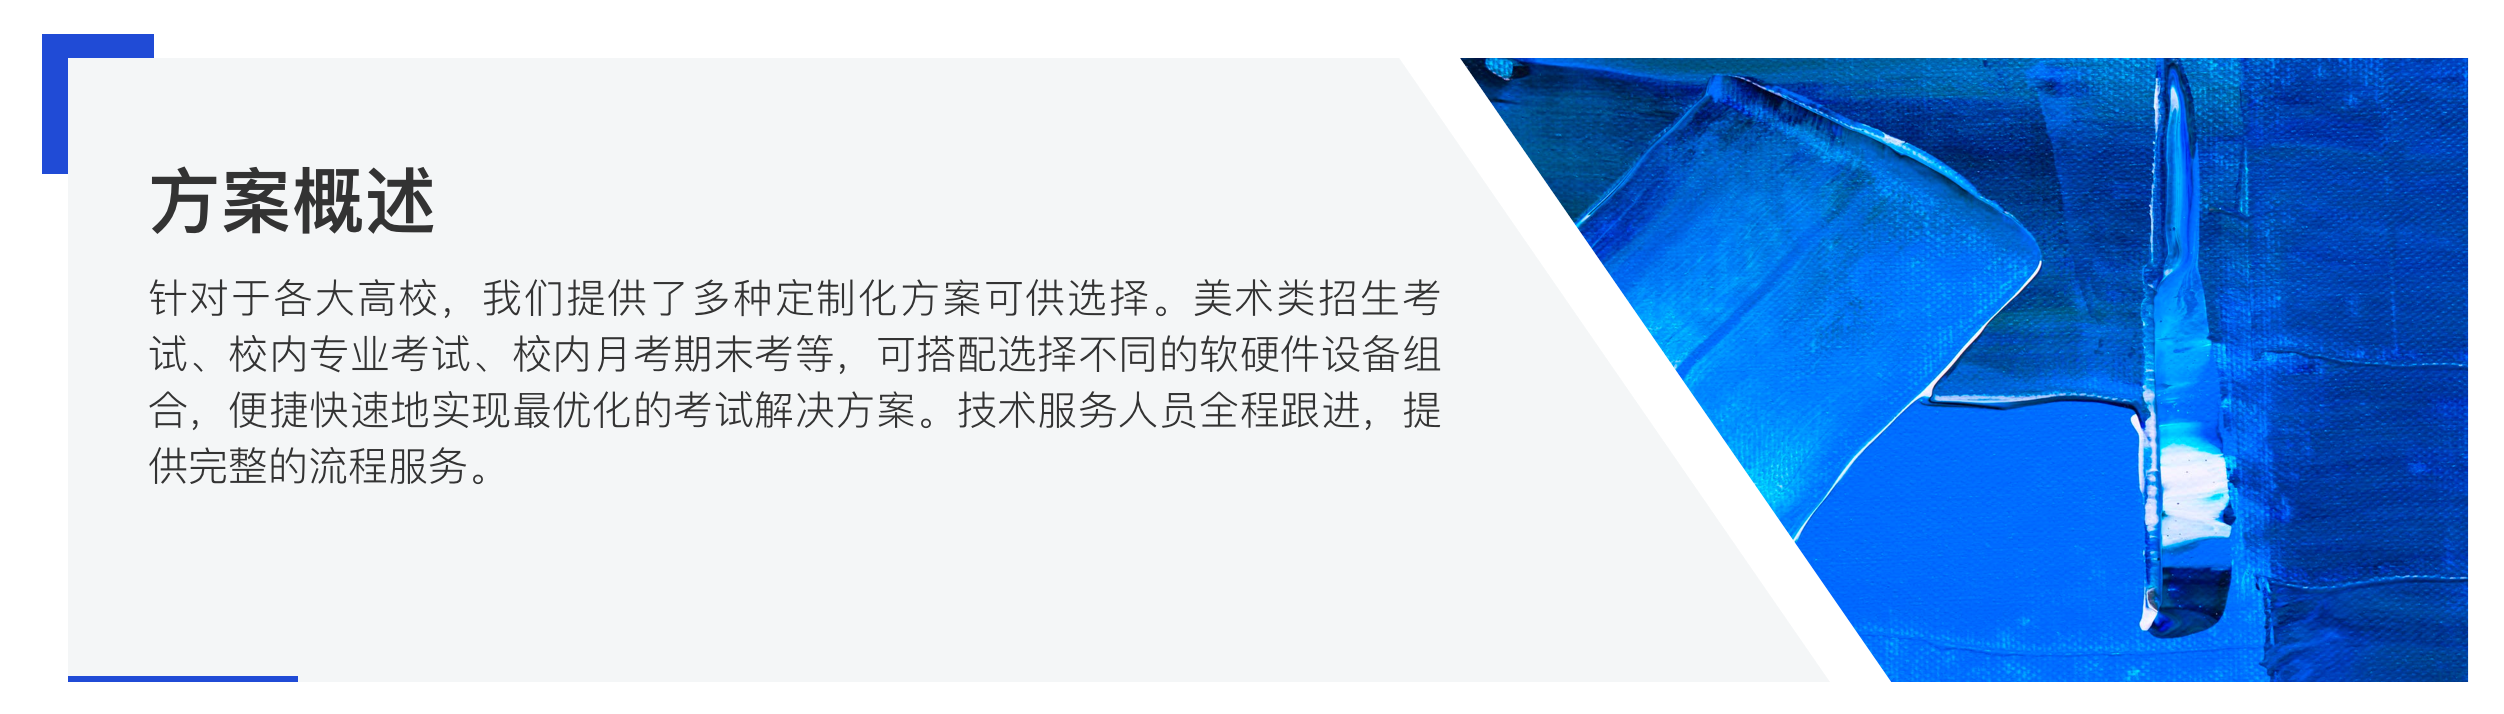 方案概述
针对于各大高校，我们提供了多种定制化方案可供选择。美术类招生考
试、校内专业考试、校内月考期末考等，可搭配选择不同的软硬件设备组
合，便捷快速地实现最优化的考试解决方案。技术服务人员全程跟进，提
供完整的流程服务。